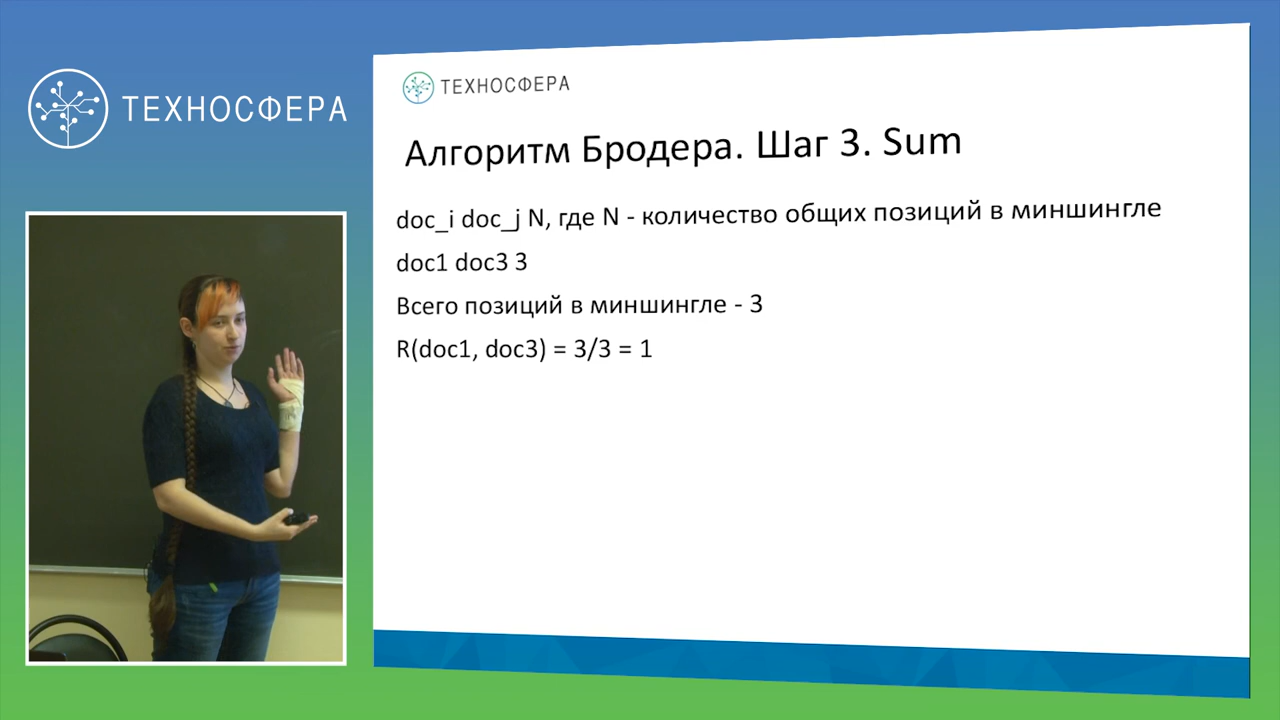 ТЕХНОСФЕРА
ТЕХНОСФЕРА
Алгоритм Бродера. Шаг 3. Sum
doc_i doc_j N, где N - количество общих позиций в миншингле
doc1 doc3 3
Всего позиций в миншингле - 3
R(doc1, doc3) = 3/3 = 1